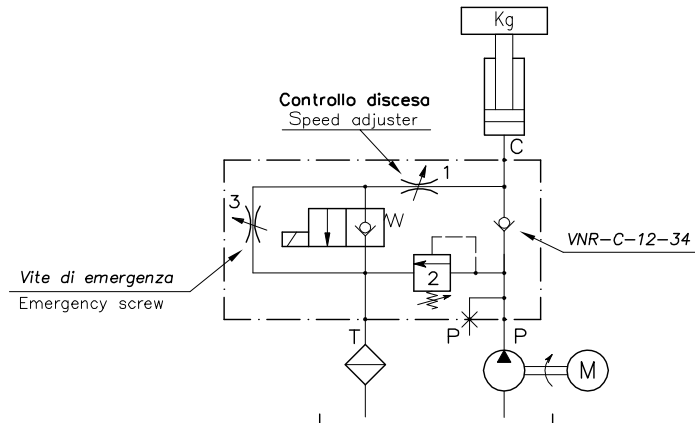 Kg
Controllo discesa
Speed adjuster
C
1
3
VNR-C-12-34
2
Vite di emergenza
Emergency screw
T
P
P
M